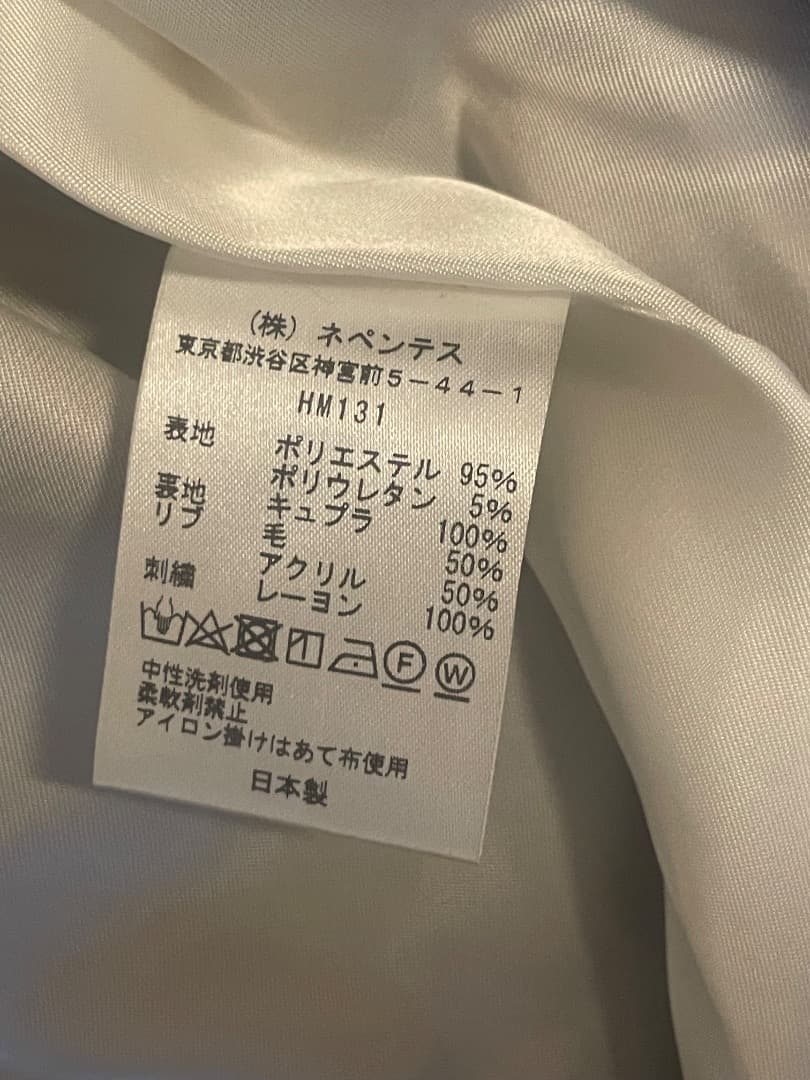 (株) ネペンテス
東京都渋谷区神宮前5-44-1
HM131
表地 ポリエステル 95%
ポリウレタン 5%
裏地 キュプラ 100%
リブ 毛 50%
アクリル 50%
刺繍 レーヨン 100%
F W
中性洗剤使用
柔軟剤禁止
アイロン掛けはあて布使用
日本製